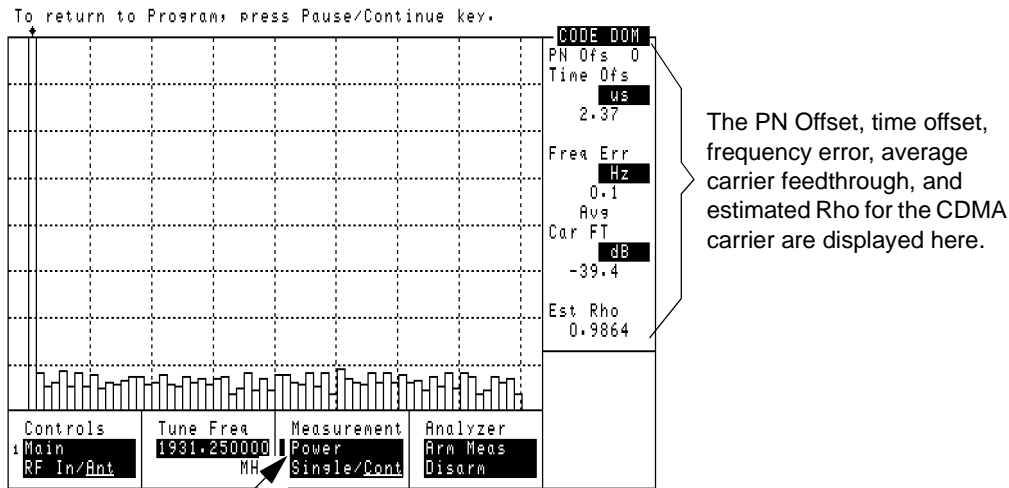 To return to Program, press Pause/Continue key.
CODE DOM
PN Ofs 0
Time Ofs
us
2.37
Freq Err
Hz
0.1
Avg
Car FT
dB
-39.4
Est Rho
0.9864
The PN Offset, time offset,
frequency error, average
carrier feedthrough, and
estimated Rho for the CDMA
carrier are displayed here.
Controls
1 Main
RF In/Ant
Tune Freq
1931.250000
MH
Measurement
Power
Single/Cont
Analyzer
Arm Meas
Disarm